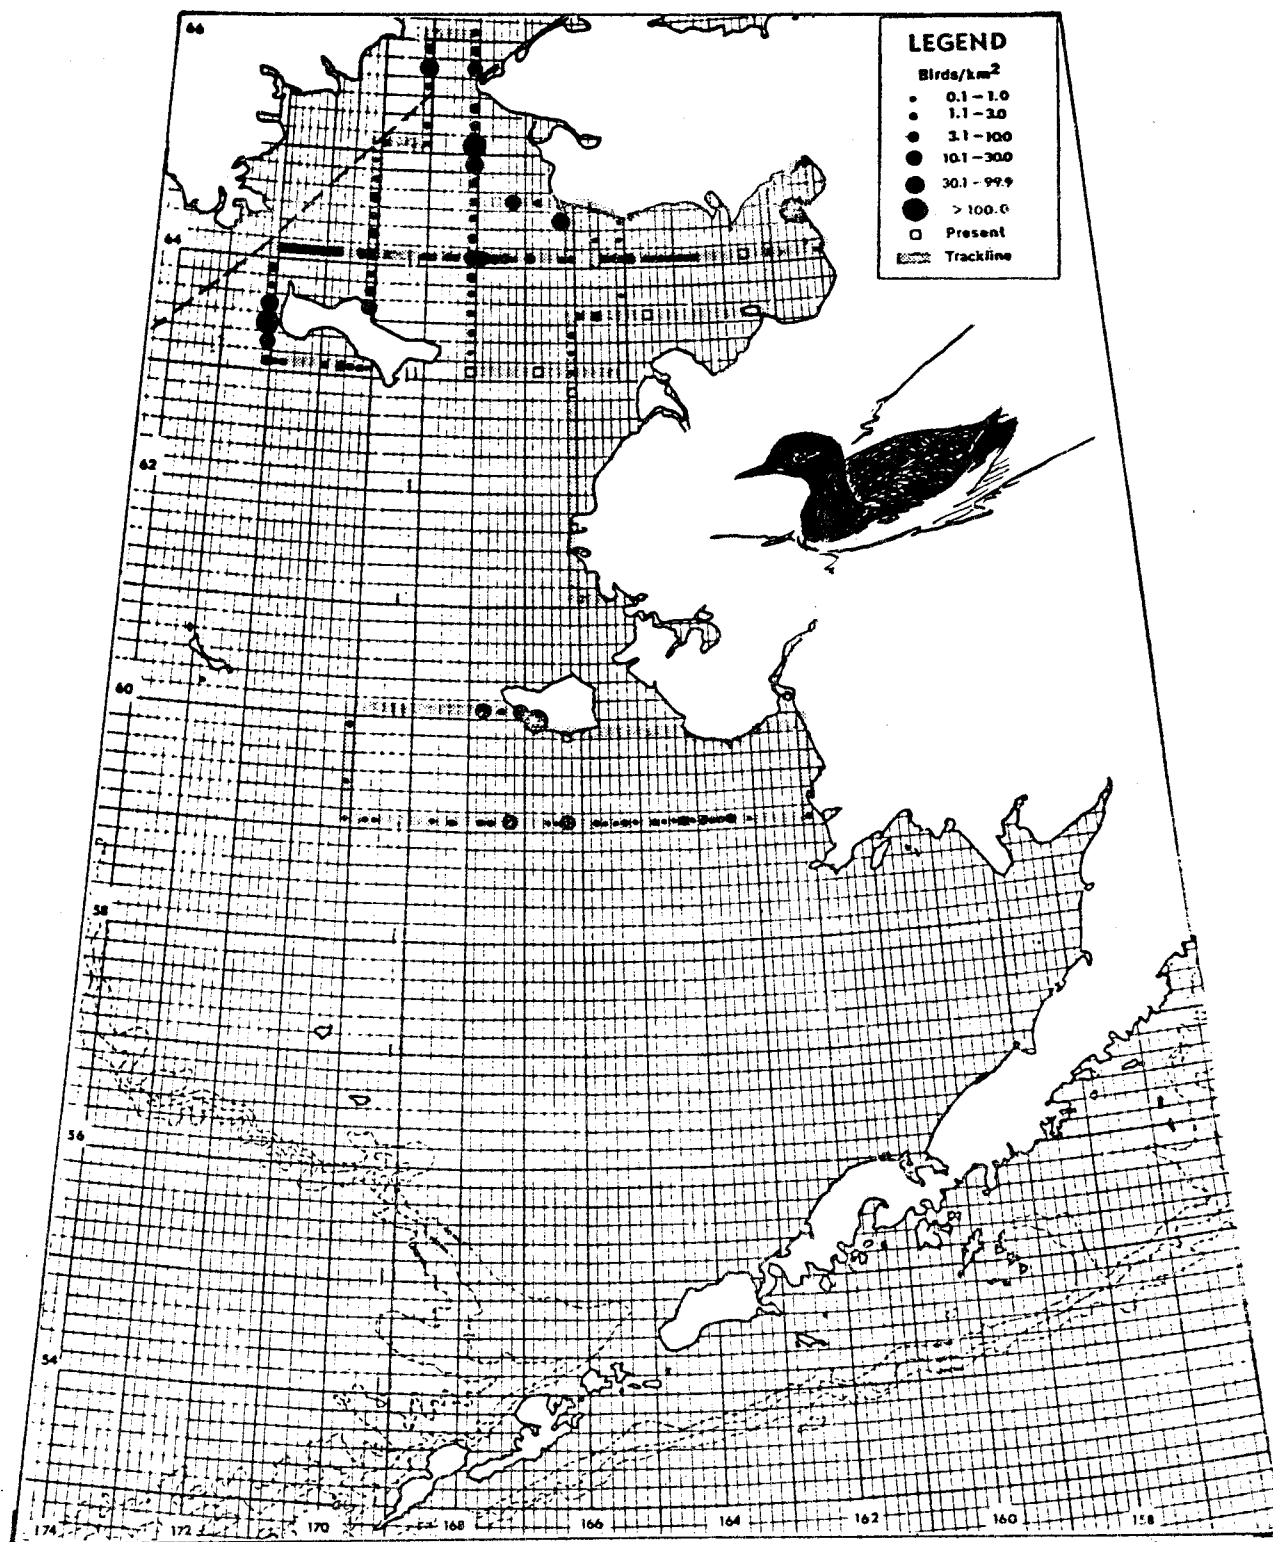 66
LEGEND
Birds/km²
0.1 – 1.0
1.1 – 3.0
3.1 – 10.0
10.1 – 30.0
30.1 – 99.9
> 100.0
Present
Trackline
64
62
60
58
56
54
174 172 170 168 166 164 162 160 158